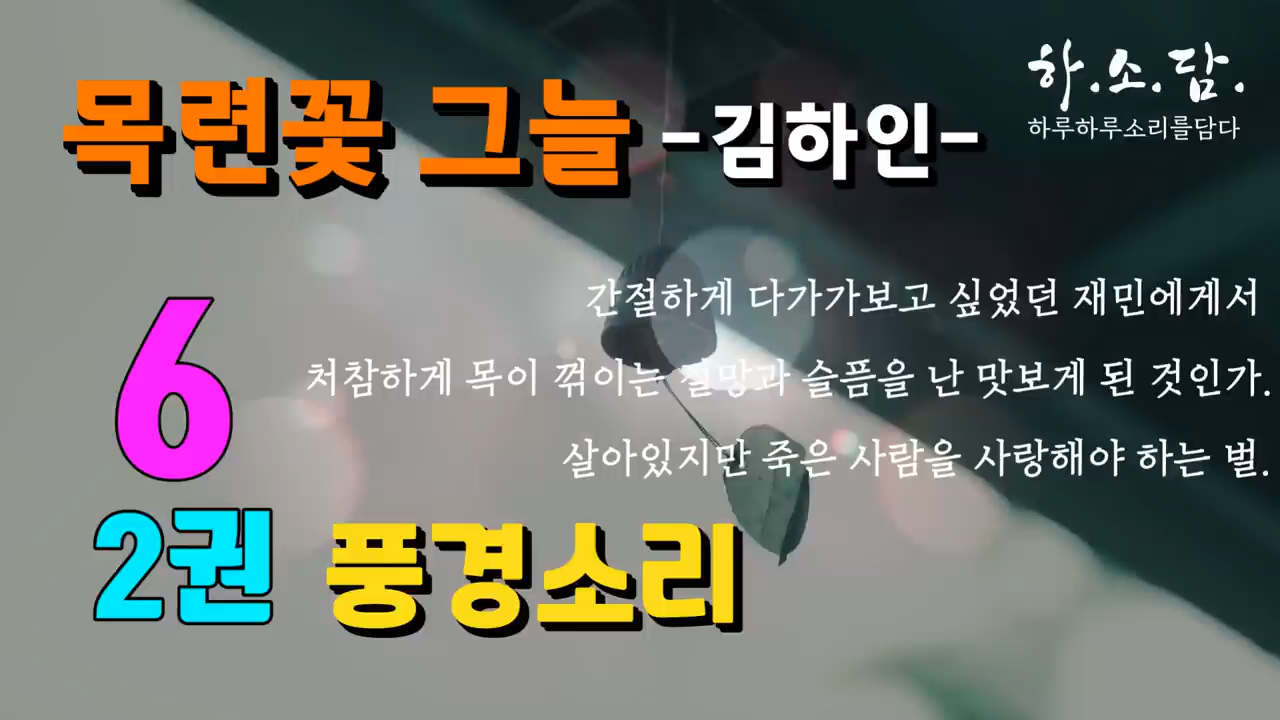 목련꽃 그늘 -김하인-
하.소.담.
하루하루소리를담다
간절하게 다가가보고 싶었던 재민에게서
처참하게 목이 꺾이는 절망과 슬픔을 난 맛보게 된 것인가.
살아있지만 죽은 사람을 사랑해야 하는 벌.
6
2권 풍경소리